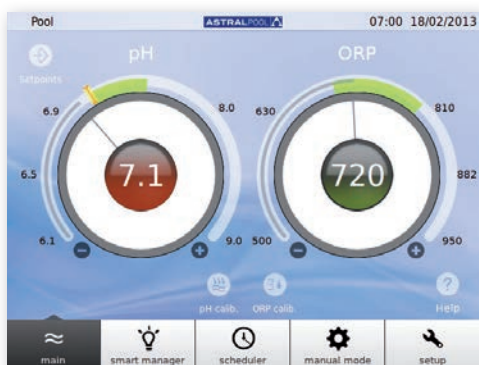 Pool ASTRALPOOL 07:00 18/02/2013
pH ORP
Setpoints
6.9 8.0 630 810
6.5 7.1 720 882
6.1 9.0 500 950
pH calib. ORP calib. Help
main smart manager scheduler manual mode setup